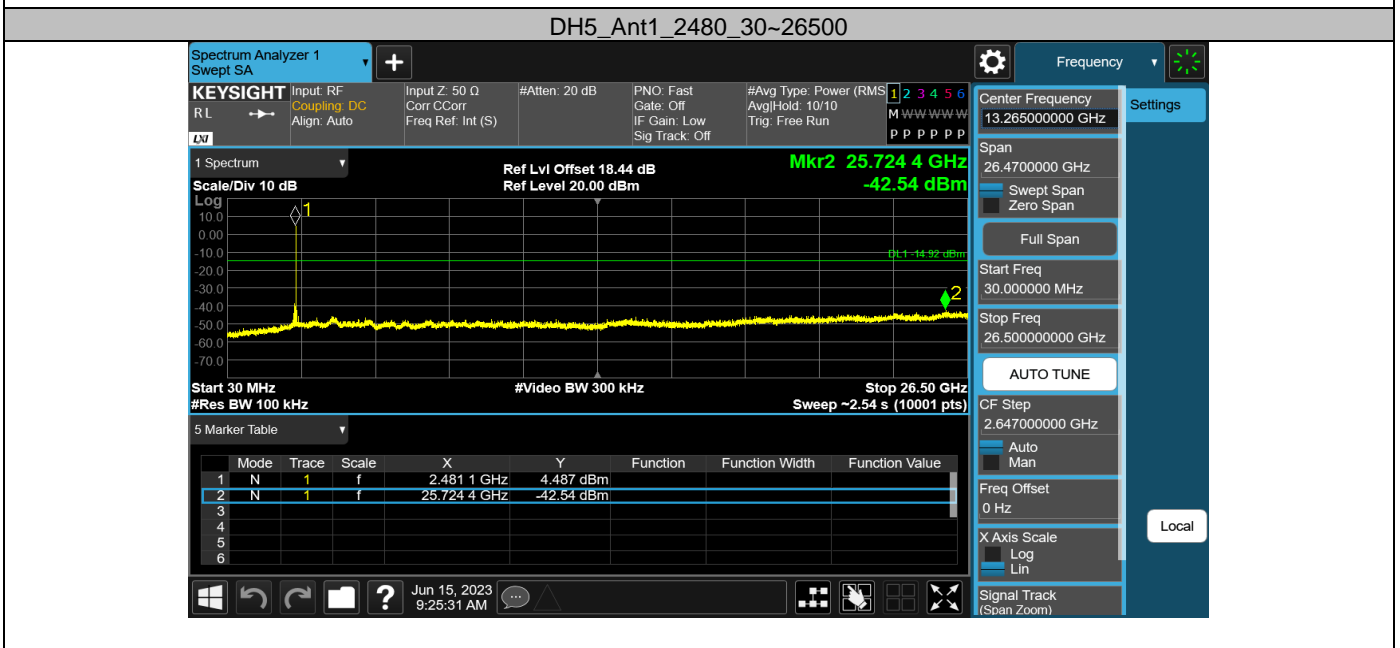 DH5_Ant1_2480_30~26500
Spectrum Analyzer 1
Swept SA
Frequency
KEYSIGHT
R L
LXI
Input: RF
Coupling: DC
Align: Auto
Input Z: 50 Ω
Corr CCorr
Freq Ref: Int (S)
#Atten: 20 dB
PNO: Fast
Gate: Off
IF Gain: Low
Sig Track: Off
#Avg Type: Power (RMS
Avg|Hold: 10/10
Trig: Free Run
1 2 3 4 5 6
M W W W W W
P P P P P P
1 Spectrum
Scale/Div 10 dB
Ref Lvl Offset 18.44 dB
Ref Level 20.00 dBm
Mkr2 25.724 4 GHz
-42.54 dBm
Log
10.0
0.00
-10.0
-20.0
-30.0
-40.0
-50.0
-60.0
-70.0
1
DL1 -14.92 dBm
2
Start 30 MHz
#Video BW 300 kHz
Stop 26.50 GHz
#Res BW 100 kHz
Sweep ~2.54 s (10001 pts)
5 Marker Table
Mode Trace Scale X Y Function Function Width Function Value
1 N 1 f 2.481 1 GHz 4.487 dBm
2 N 1 f 25.724 4 GHz -42.54 dBm
3
4
5
6
Jun 15, 2023
9:25:31 AM
Center Frequency
13.265000000 GHz
Settings
Span
26.4700000 GHz
Swept Span
Zero Span
Full Span
Start Freq
30.000000 MHz
Stop Freq
26.500000000 GHz
AUTO TUNE
CF Step
2.647000000 GHz
Auto
Man
Freq Offset
0 Hz
Local
X Axis Scale
Log
Lin
Signal Track
(Span Zoom)